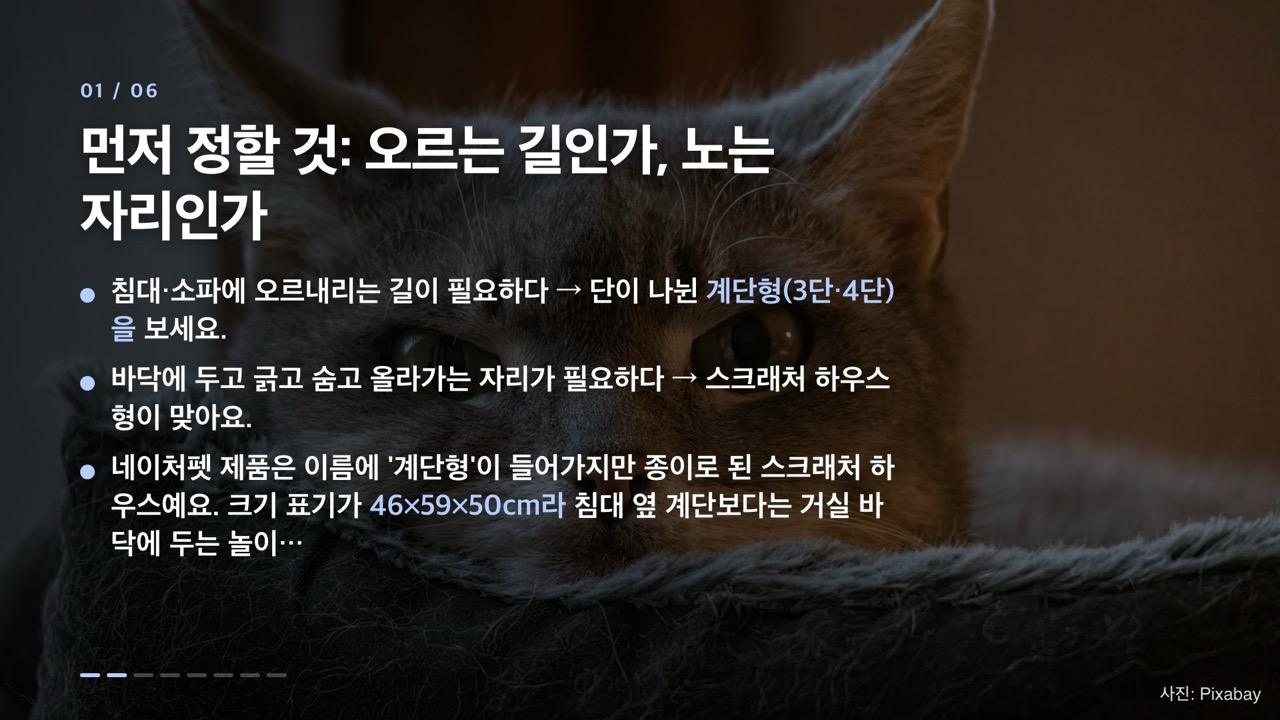 01 / 06
먼저 정할 것: 오르는 길인가, 노는
자리인가
침대·소파에 오르내리는 길이 필요하다 → 단이 나뉜 계단형(3단·4단)
을 보세요.
바닥에 두고 긁고 숨고 올라가는 자리가 필요하다 → 스크래처 하우스
형이 맞아요.
네이처펫 제품은 이름에 '계단형'이 들어가지만 종이로 된 스크래처 하
우스예요. 크기 표기가 46×59×50cm라 침대 옆 계단보다는 거실 바
닥에 두는 놀이…
사진: Pixabay